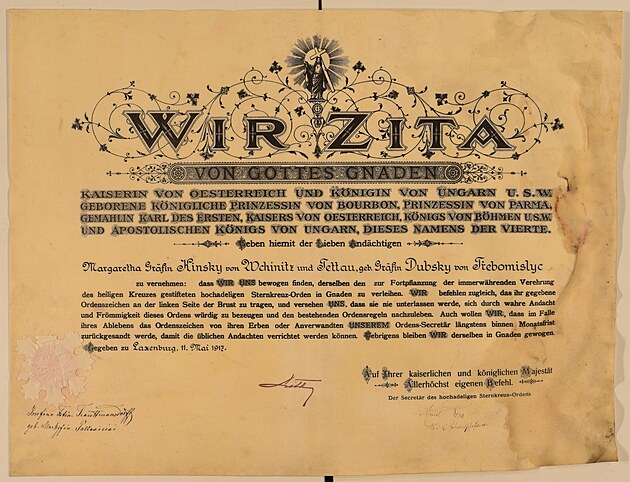 WIR ZITA
VON GOTTES GNADEN
KAISERIN VON OESTERREICH UND KÖNIGIN VON UNGARN U.S.W.
GEBORENE KÖNIGLICHE PRINZESSIN VON BOURBON, PRINZESSIN VON PARMA,
GEMAHLIN KARL DES ERSTEN, KAISERS VON OESTERREICH, KÖNIGS VON BÖHMEN U.S.W.
UND APOSTOLISCHEN KÖNIGS VON UNGARN, DIESES NAMENS DER VIERTE.
Geben hiemit der Lieben Andächtigen
Margaretha Gräfin Kinsky von Wchinitz und Tettau, geb. Gräfin Dubsky von Trebomislyc
zu vernehmen: dass WIR UNS bewogen finden, derselben den zur Fortpflanzung der immerwährenden Verehrung
des heiligen Kreuzes gestifteten hochadeligen Sternkreuz-Orden in Gnaden zu verleihen. WIR befehlen zugleich, das ihr gegebene
Ordenszeichen an der linken Seite der Brust zu tragen, und versehen UNS, dass sie nie unterlassen werde, sich durch wahre Andacht
und Frömmigkeit dieses Ordens würdig zu bezeugen und den bestehenden Ordensregeln nachzuleben. Auch wollen WIR, dass im Falle
ihres Ablebens das Ordenszeichen von ihren Erben oder Anverwandten UNSEREM Ordens-Secretär längstens binnen Monatsfrist
zurückgesandt werde, damit die üblichen Andachten verrichtet werden können. Uebrigens bleiben WIR derselben in Gnaden gewogen.
Gegeben zu Laxenburg, 11. Mai 1917.
Auf Ihrer kaiserlichen und königlichen Majestät
Allerhöchst eigenen Befehl.
Der Secretär des hochadeligen Sternkreuz-Ordens